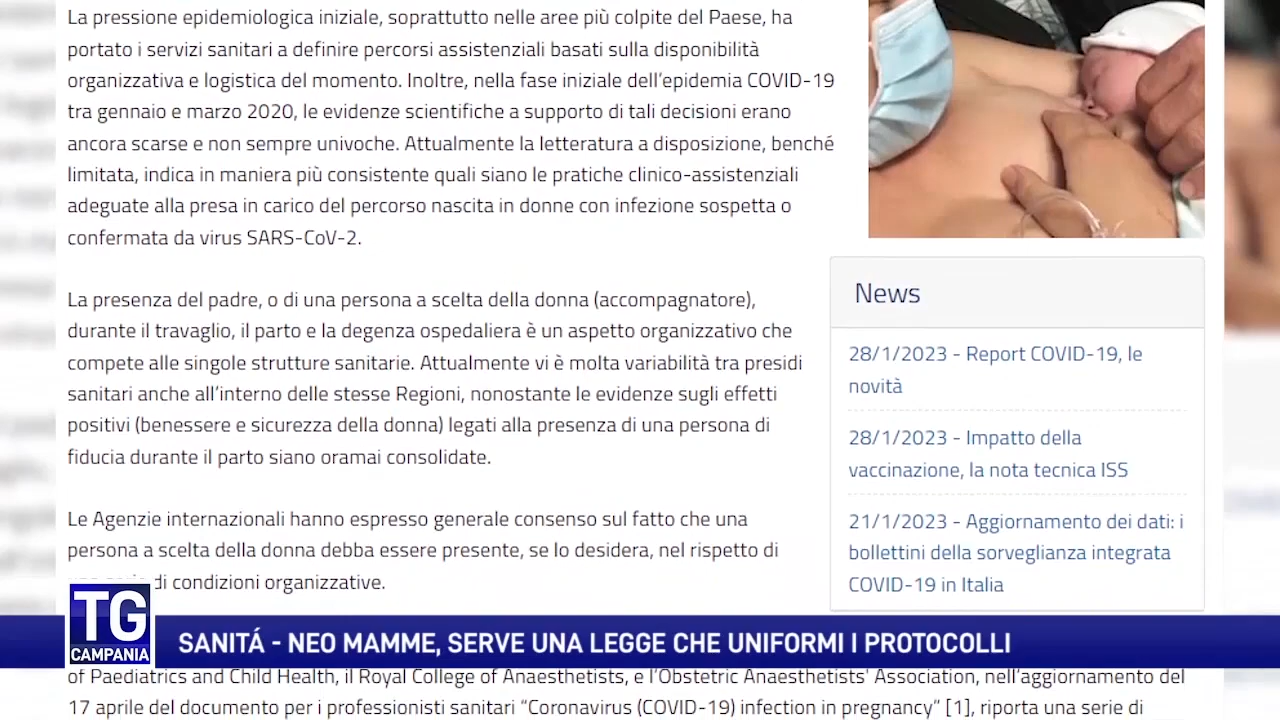 La pressione epidemiologica iniziale, soprattutto nelle aree più colpite del Paese, ha
portato i servizi sanitari a definire percorsi assistenziali basati sulla disponibilità
organizzativa e logistica del momento. Inoltre, nella fase iniziale dell'epidemia COVID-19
tra gennaio e marzo 2020, le evidenze scientifiche a supporto di tali decisioni erano
ancora scarse e non sempre univoche. Attualmente la letteratura a disposizione, benché
limitata, indica in maniera più consistente quali siano le pratiche clinico-assistenziali
adeguate alla presa in carico del percorso nascita in donne con infezione sospetta o
confermata da virus SARS-CoV-2.
La presenza del padre, o di una persona a scelta della donna (accompagnatore),
durante il travaglio, il parto e la degenza ospedaliera è un aspetto organizzativo che
compete alle singole strutture sanitarie. Attualmente vi è molta variabilità tra presidi
sanitari anche all'interno delle stesse Regioni, nonostante le evidenze sugli effetti
positivi (benessere e sicurezza della donna) legati alla presenza di una persona di
fiducia durante il parto siano oramai consolidate.
Le Agenzie internazionali hanno espresso generale consenso sul fatto che una
persona a scelta della donna debba essere presente, se lo desidera, nel rispetto di
di condizioni organizzative.
News
28/1/2023 - Report COVID-19, le
novità
28/1/2023 - Impatto della
vaccinazione, la nota tecnica ISS
21/1/2023 - Aggiornamento dei dati: i
bollettini della sorveglianza integrata
COVID-19 in Italia
TG
CAMPANIA
SANITÁ - NEO MAMME, SERVE UNA LEGGE CHE UNIFORMI I PROTOCOLLI
of Paediatrics and Child Health, il Royal College of Anaesthetists, e l'Obstetric Anaesthetists' Association, nell'aggiornamento del
17 aprile del documento per i professionisti sanitari “Coronavirus (COVID-19) infection in pregnancy” [1], riporta una serie di